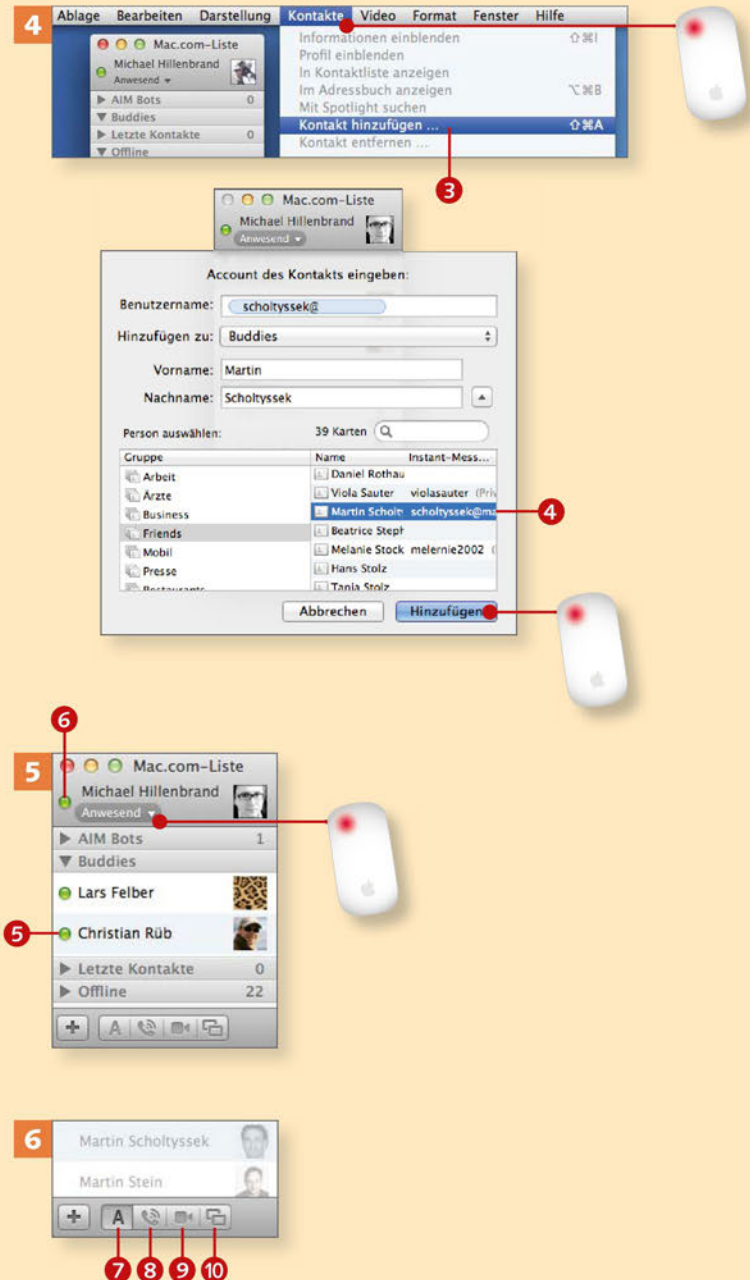 4
Ablage Bearbeiten Darstellung Kontakte Video Format Fenster Hilfe
Mac.com-Liste
Michael Hillenbrand
Anwesend
AIM Bots 0
Buddies
Letzte Kontakte 0
Offline
Informationen einblenden ⇧⌘I
Profil einblenden
In Kontaktliste anzeigen
Im Adressbuch anzeigen ⌥⌘B
Mit Spotlight suchen
Kontakt hinzufügen ... ⇧⌘A
Kontakt entfernen ...
3
Mac.com-Liste
Michael Hillenbrand
Anwesend
Account des Kontakts eingeben:
Benutzername: scholtyssek@
Hinzufügen zu: Buddies
Vorname: Martin
Nachname: Scholtyssek
Person auswählen: 39 Karten
Gruppe Name Instant-Mess...
Arbeit Daniel Rothau
Ärzte Viola Sauter violasauter (Priv
Business Martin Scholt scholtyssek@ma
4
Friends Beatrice Steph
Mobil Melanie Stock melernie2002 (
Presse Hans Stolz
Restaurants Tania Stolz
Abbrechen Hinzufügen
6
5
Mac.com-Liste
Michael Hillenbrand
Anwesend
AIM Bots 1
Buddies
Lars Felber
5
Christian Rüb
Letzte Kontakte 0
Offline 22
A
6
Martin Scholtyssek
Martin Stein
A
7 8 9 10